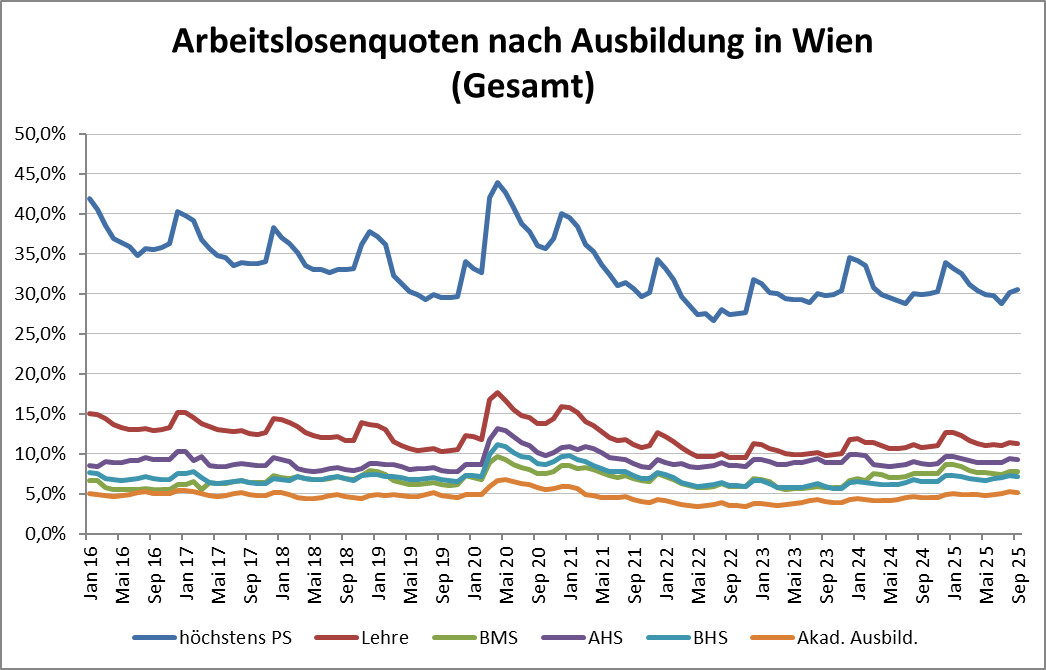 Arbeitslosenquoten nach Ausbildung in Wien
(Gesamt)
50,0%
45,0%
40,0%
35,0%
30,0%
25,0%
20,0%
15,0%
10,0%
5,0%
0,0%
Jan 16
Mai 16
Sep 16
Jan 17
Mai 17
Sep 17
Jan 18
Mai 18
Sep 18
Jan 19
Mai 19
Sep 19
Jan 20
Mai 20
Sep 20
Jan 21
Mai 21
Sep 21
Jan 22
Mai 22
Sep 22
Jan 23
Mai 23
Sep 23
Jan 24
Mai 24
Sep 24
Jan 25
Mai 25
Sep 25
höchstens PS Lehre BMS AHS BHS Akad. Ausbild.